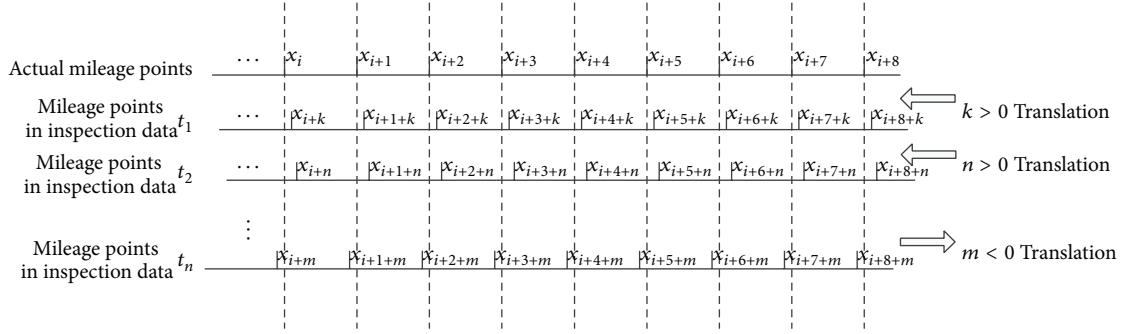 Actual mileage points ⋯ x_i x_{i+1} x_{i+2} x_{i+3} x_{i+4} x_{i+5} x_{i+6} x_{i+7} x_{i+8}
Mileage points
in inspection data t_1 ⋯ x_{i+k} x_{i+1+k} x_{i+2+k} x_{i+3+k} x_{i+4+k} x_{i+5+k} x_{i+6+k} x_{i+7+k} x_{i+8+k} k > 0 Translation
Mileage points
in inspection data t_2 ⋯ x_{i+n} x_{i+1+n} x_{i+2+n} x_{i+3+n} x_{i+4+n} x_{i+5+n} x_{i+6+n} x_{i+7+n} x_{i+8+n} n > 0 Translation
⋮
Mileage points
in inspection data t_n x_{i+m} x_{i+1+m} x_{i+2+m} x_{i+3+m} x_{i+4+m} x_{i+5+m} x_{i+6+m} x_{i+7+m} x_{i+8+m} m < 0 Translation